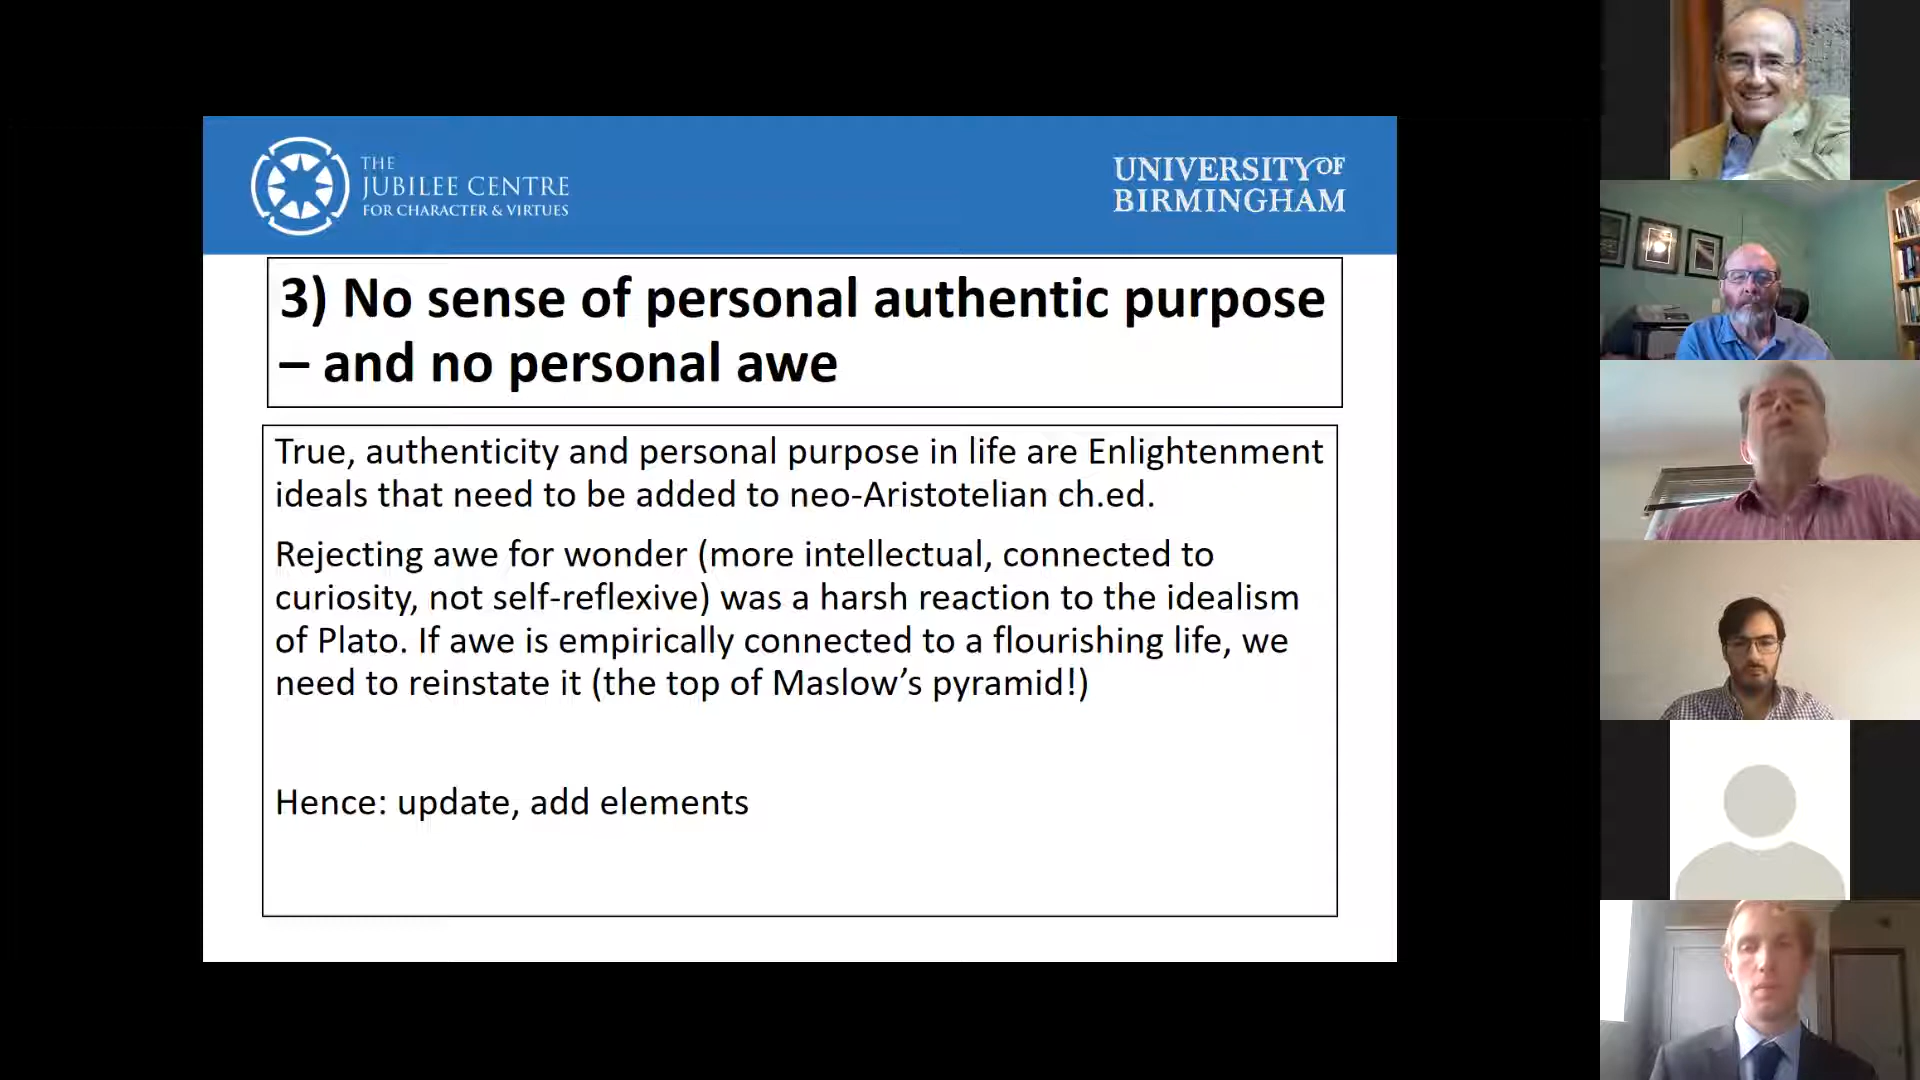 THE
JUBILEE CENTRE
FOR CHARACTER & VIRTUES
UNIVERSITY OF
BIRMINGHAM
3) No sense of personal authentic purpose
– and no personal awe
True, authenticity and personal purpose in life are Enlightenment
ideals that need to be added to neo-Aristotelian ch.ed.
Rejecting awe for wonder (more intellectual, connected to
curiosity, not self-reflexive) was a harsh reaction to the idealism
of Plato. If awe is empirically connected to a flourishing life, we
need to reinstate it (the top of Maslow’s pyramid!)
Hence: update, add elements